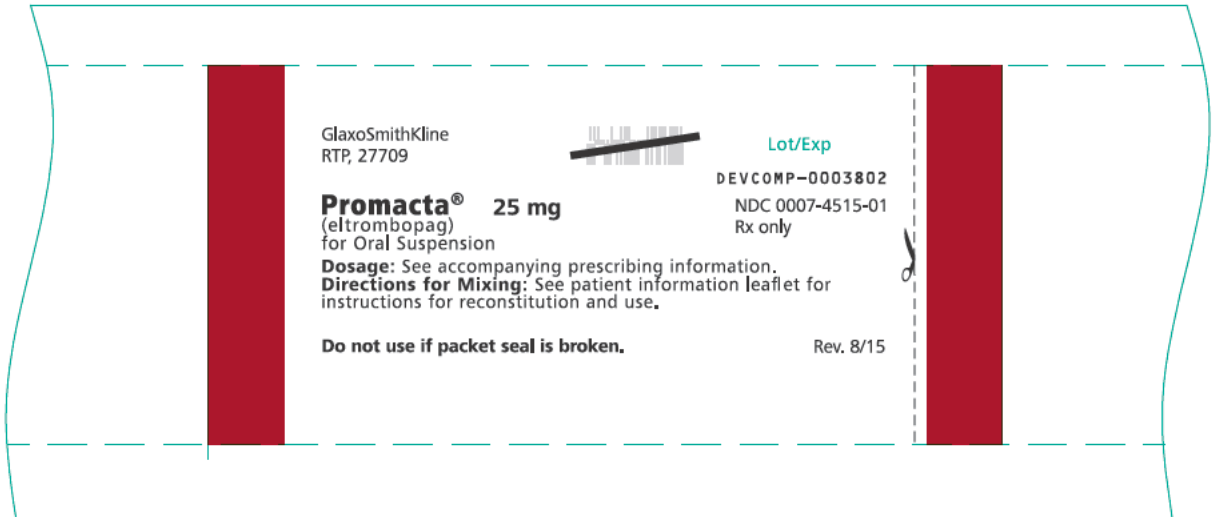 GlaxoSmithKline
RTP, 27709
Lot/Exp
DEVCOMP-0003802
Promacta® 25 mg
NDC 0007-4515-01
(eltrombopag)
Rx only
for Oral Suspension
Dosage: See accompanying prescribing information.
Directions for Mixing: See patient information leaflet for
instructions for reconstitution and use.
Do not use if packet seal is broken.
Rev. 8/15